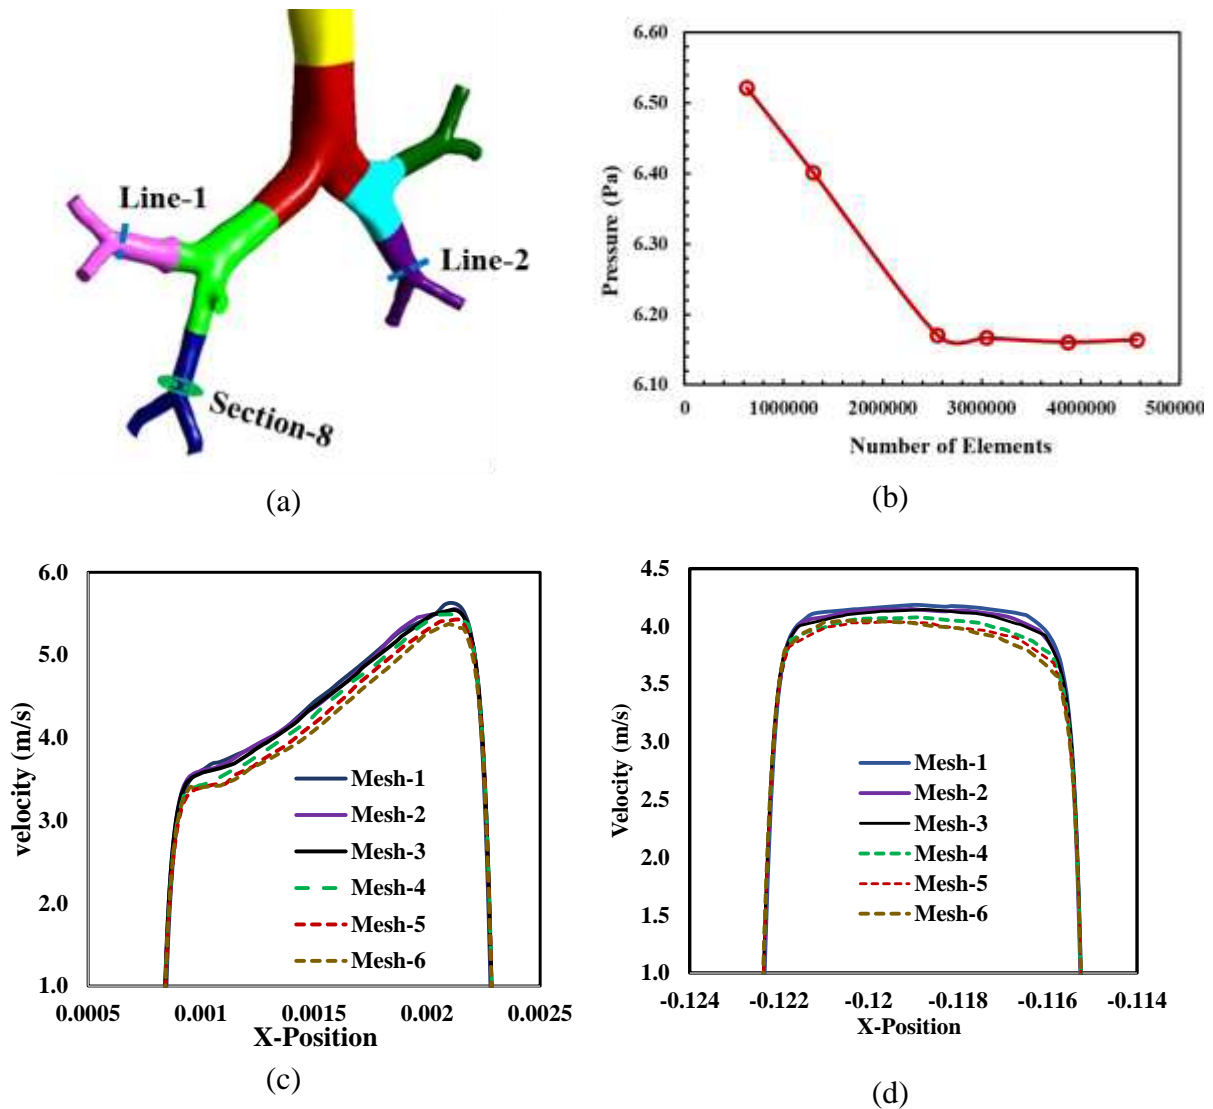 Line-1
Line-2
Section-8
(a)
6.60
6.50
6.40
6.30
6.20
6.10
Pressure (Pa)
0 1000000 2000000 3000000 4000000 500000
Number of Elements
(b)
6.0
5.0
4.0
3.0
2.0
1.0
velocity (m/s)
Mesh-1
Mesh-2
Mesh-3
Mesh-4
Mesh-5
Mesh-6
0.0005 0.001 0.0015 0.002 0.0025
X-Position
(c)
4.5
4.0
3.5
3.0
2.5
2.0
1.5
1.0
Velocity (m/s)
Mesh-1
Mesh-2
Mesh-3
Mesh-4
Mesh-5
Mesh-6
-0.124 -0.122 -0.12 -0.118 -0.116 -0.114
X-Position
(d)